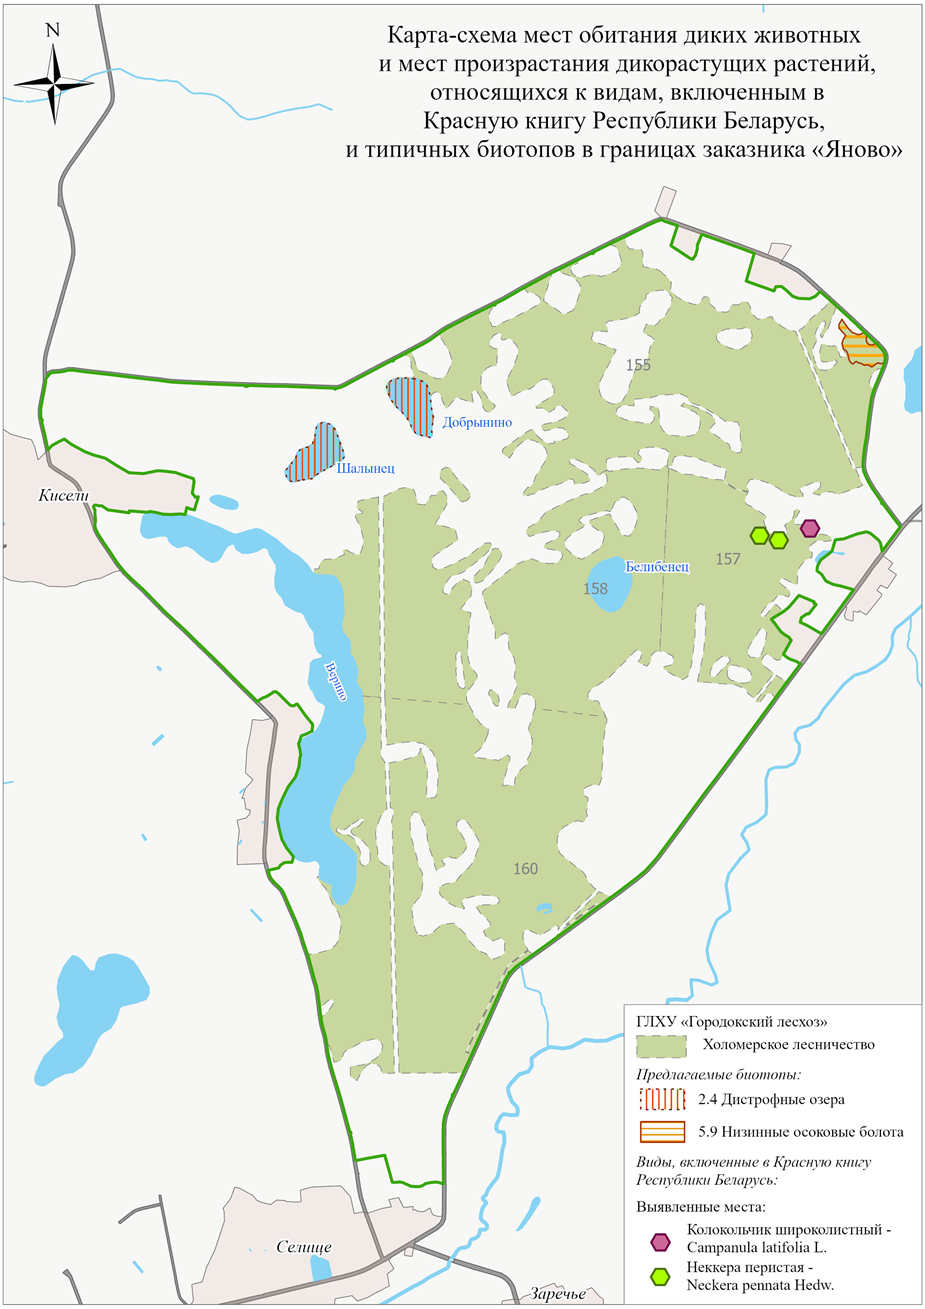 N
Карта-схема мест обитания диких животных
и мест произрастания дикорастущих растений,
относящихся к видам, включенным в
Красную книгу Республики Беларусь,
и типичных биотопов в границах заказника «Яново»
155
Добрынино
Шалынец
Кисели
157
Белибенец
158
Верино
160
ГЛХУ «Городокский лесхоз»
Холомерское лесничество
Предлагаемые биотопы:
2.4 Дистрофные озера
5.9 Низинные осоковые болота
Виды, включенные в Красную книгу
Республики Беларусь:
Выявленные места:
Колокольчик широколистный -
Campanula latifolia L.
Неккера перистая -
Neckera pennata Hedw.
Селище
Заречье